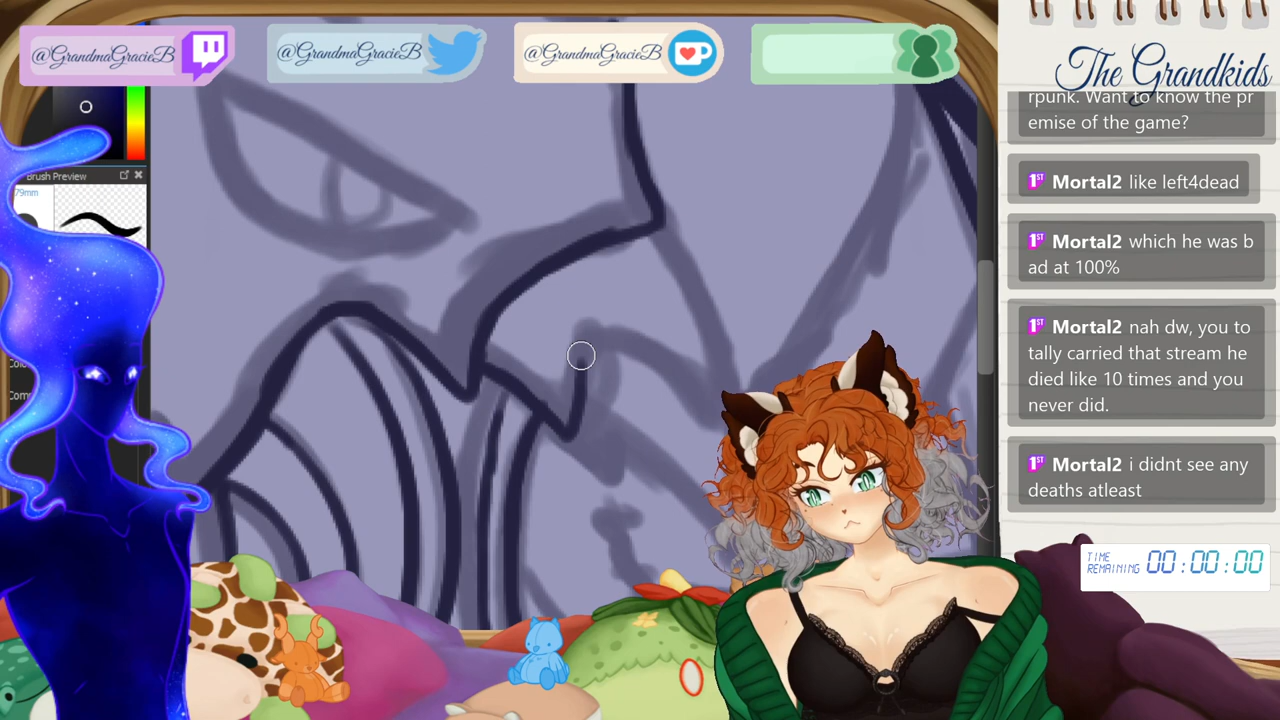 @GrandmaGracieB
@GrandmaGracieB
@GrandmaGracieB
The Grandkids
rpunk. Want to know the pr
emise of the game?
1ST Mortal2 like left4dead
1ST Mortal2 which he was b
ad at 100%
1ST Mortal2 nah dw, you to
tally carried that stream he
died like 10 times and you
never did.
1ST Mortal2 i didnt see any
deaths atleast
TIME
REMAINING 00:00:00
Brush Preview
79mm